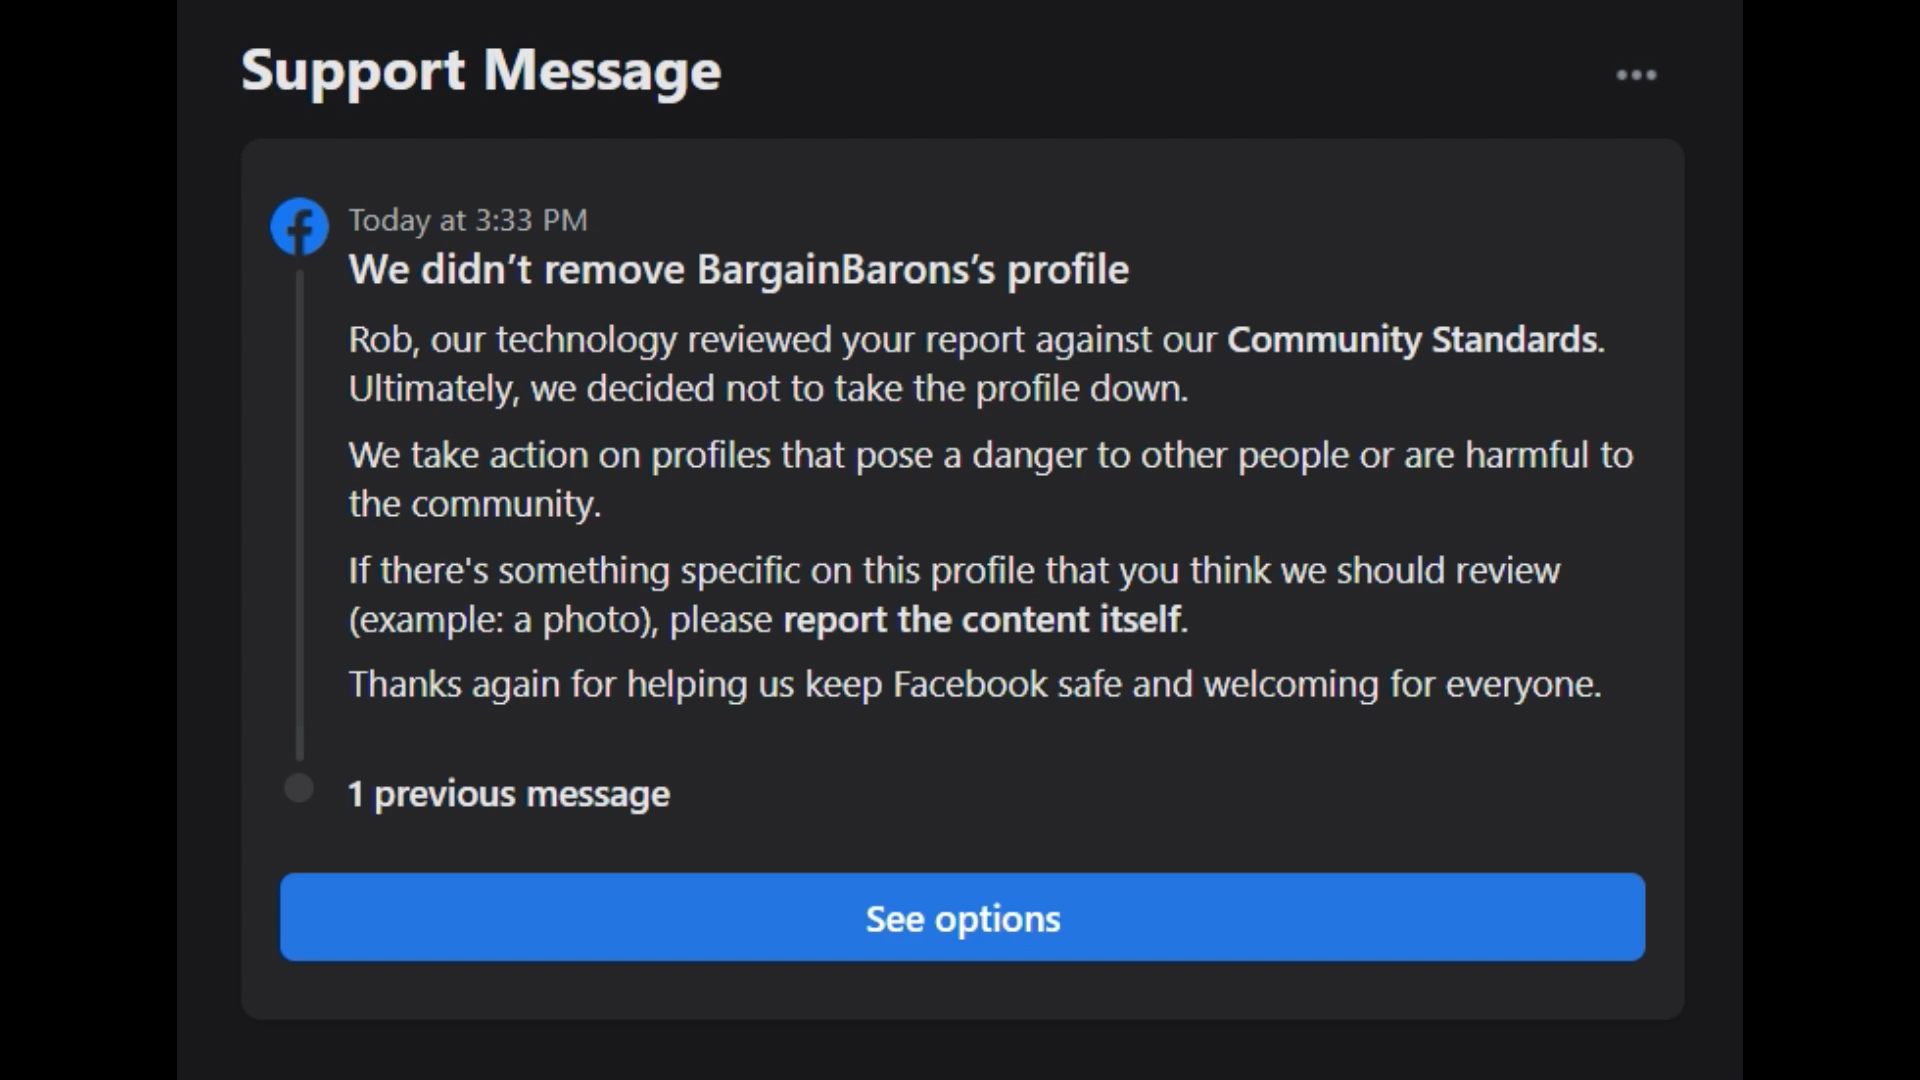 Support Message
Today at 3:33 PM
We didn’t remove BargainBarons’s profile
Rob, our technology reviewed your report against our Community Standards.
Ultimately, we decided not to take the profile down.
We take action on profiles that pose a danger to other people or are harmful to
the community.
If there's something specific on this profile that you think we should review
(example: a photo), please report the content itself.
Thanks again for helping us keep Facebook safe and welcoming for everyone.
1 previous message
See options